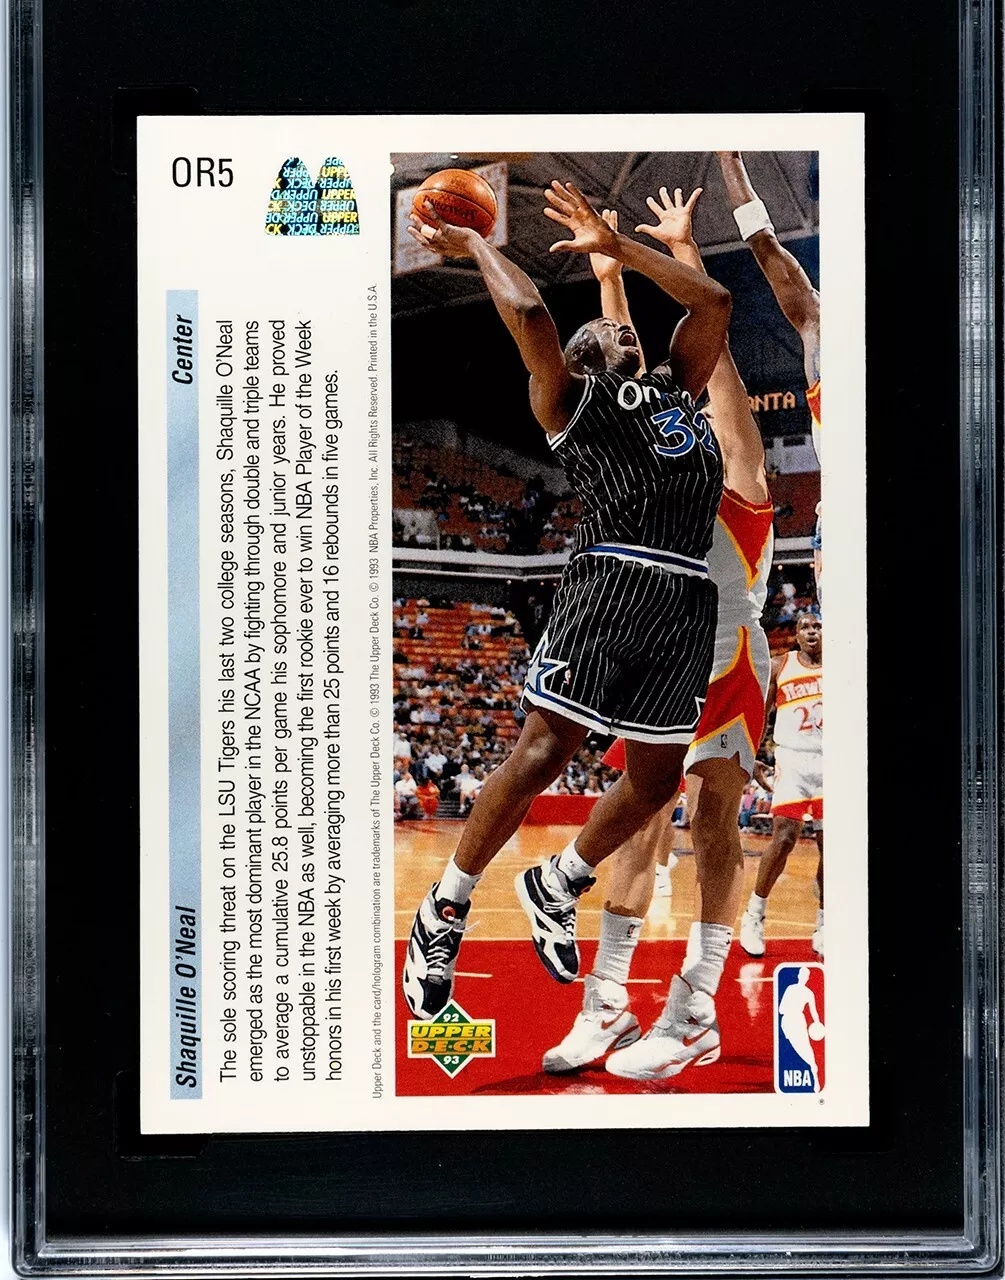 OR5
Shaquille O'Neal
Center
The sole scoring threat on the LSU Tigers his last two college seasons, Shaquille O'Neal
emerged as the most dominant player in the NCAA by fighting through double and triple teams
to average a cumulative 25.8 points per game his sophomore and junior years. He proved
unstoppable in the NBA as well, becoming the first rookie ever to win NBA Player of the Week
honors in his first week by averaging more than 25 points and 16 rebounds in five games.
Upper Deck and the card/hologram combination are trademarks of The Upper Deck Co. © 1993 The Upper Deck Co. © 1993 NBA Properties, Inc. All Rights Reserved. Printed in the U.S.A.
UPPER DECK
SPALDING
32
Hawks
22
92
UPPER
D·E·C·K
93
NBA
®